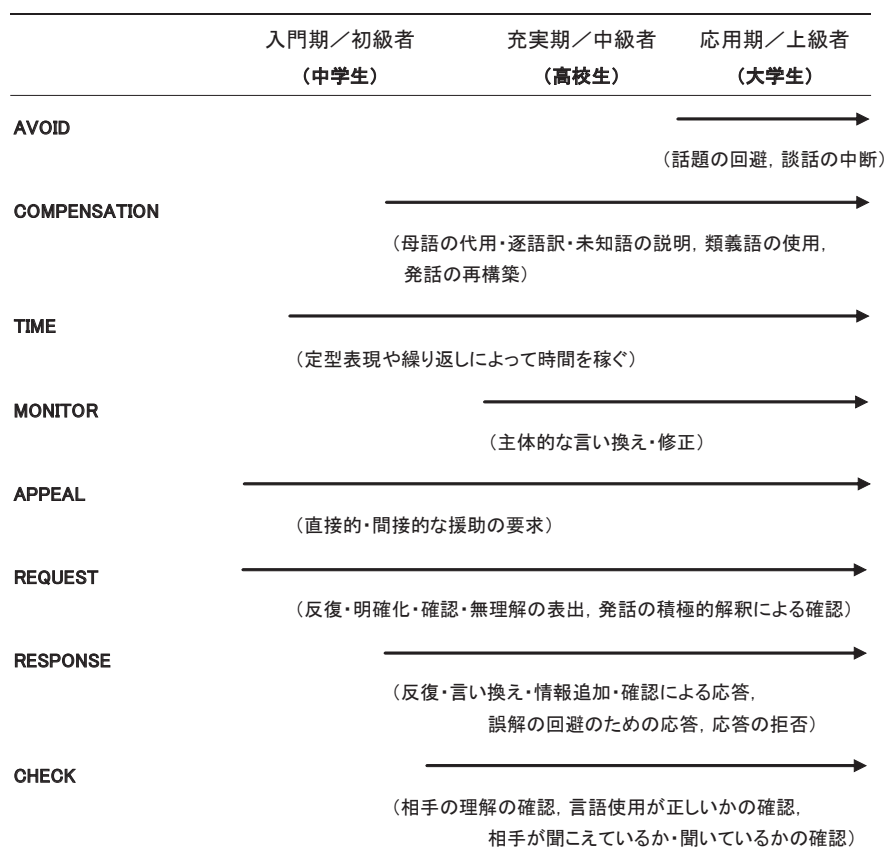 入門期／初級者 充実期／中級者 応用期／上級者
（中学生） （高校生） （大学生）
AVOID
（話題の回避，談話の中断）
COMPENSATION
（母語の代用・逐語訳・未知語の説明，類義語の使用，
発話の再構築）
TIME
（定型表現や繰り返しによって時間を稼ぐ）
MONITOR
（主体的な言い換え・修正）
APPEAL
（直接的・間接的な援助の要求）
REQUEST
（反復・明確化・確認・無理解の表出，発話の積極的解釈による確認）
RESPONSE
（反復・言い換え・情報追加・確認による応答，
誤解の回避のための応答，応答の拒否）
CHECK
（相手の理解の確認，言語使用が正しいかの確認，
相手が聞こえているか・聞いているかの確認）